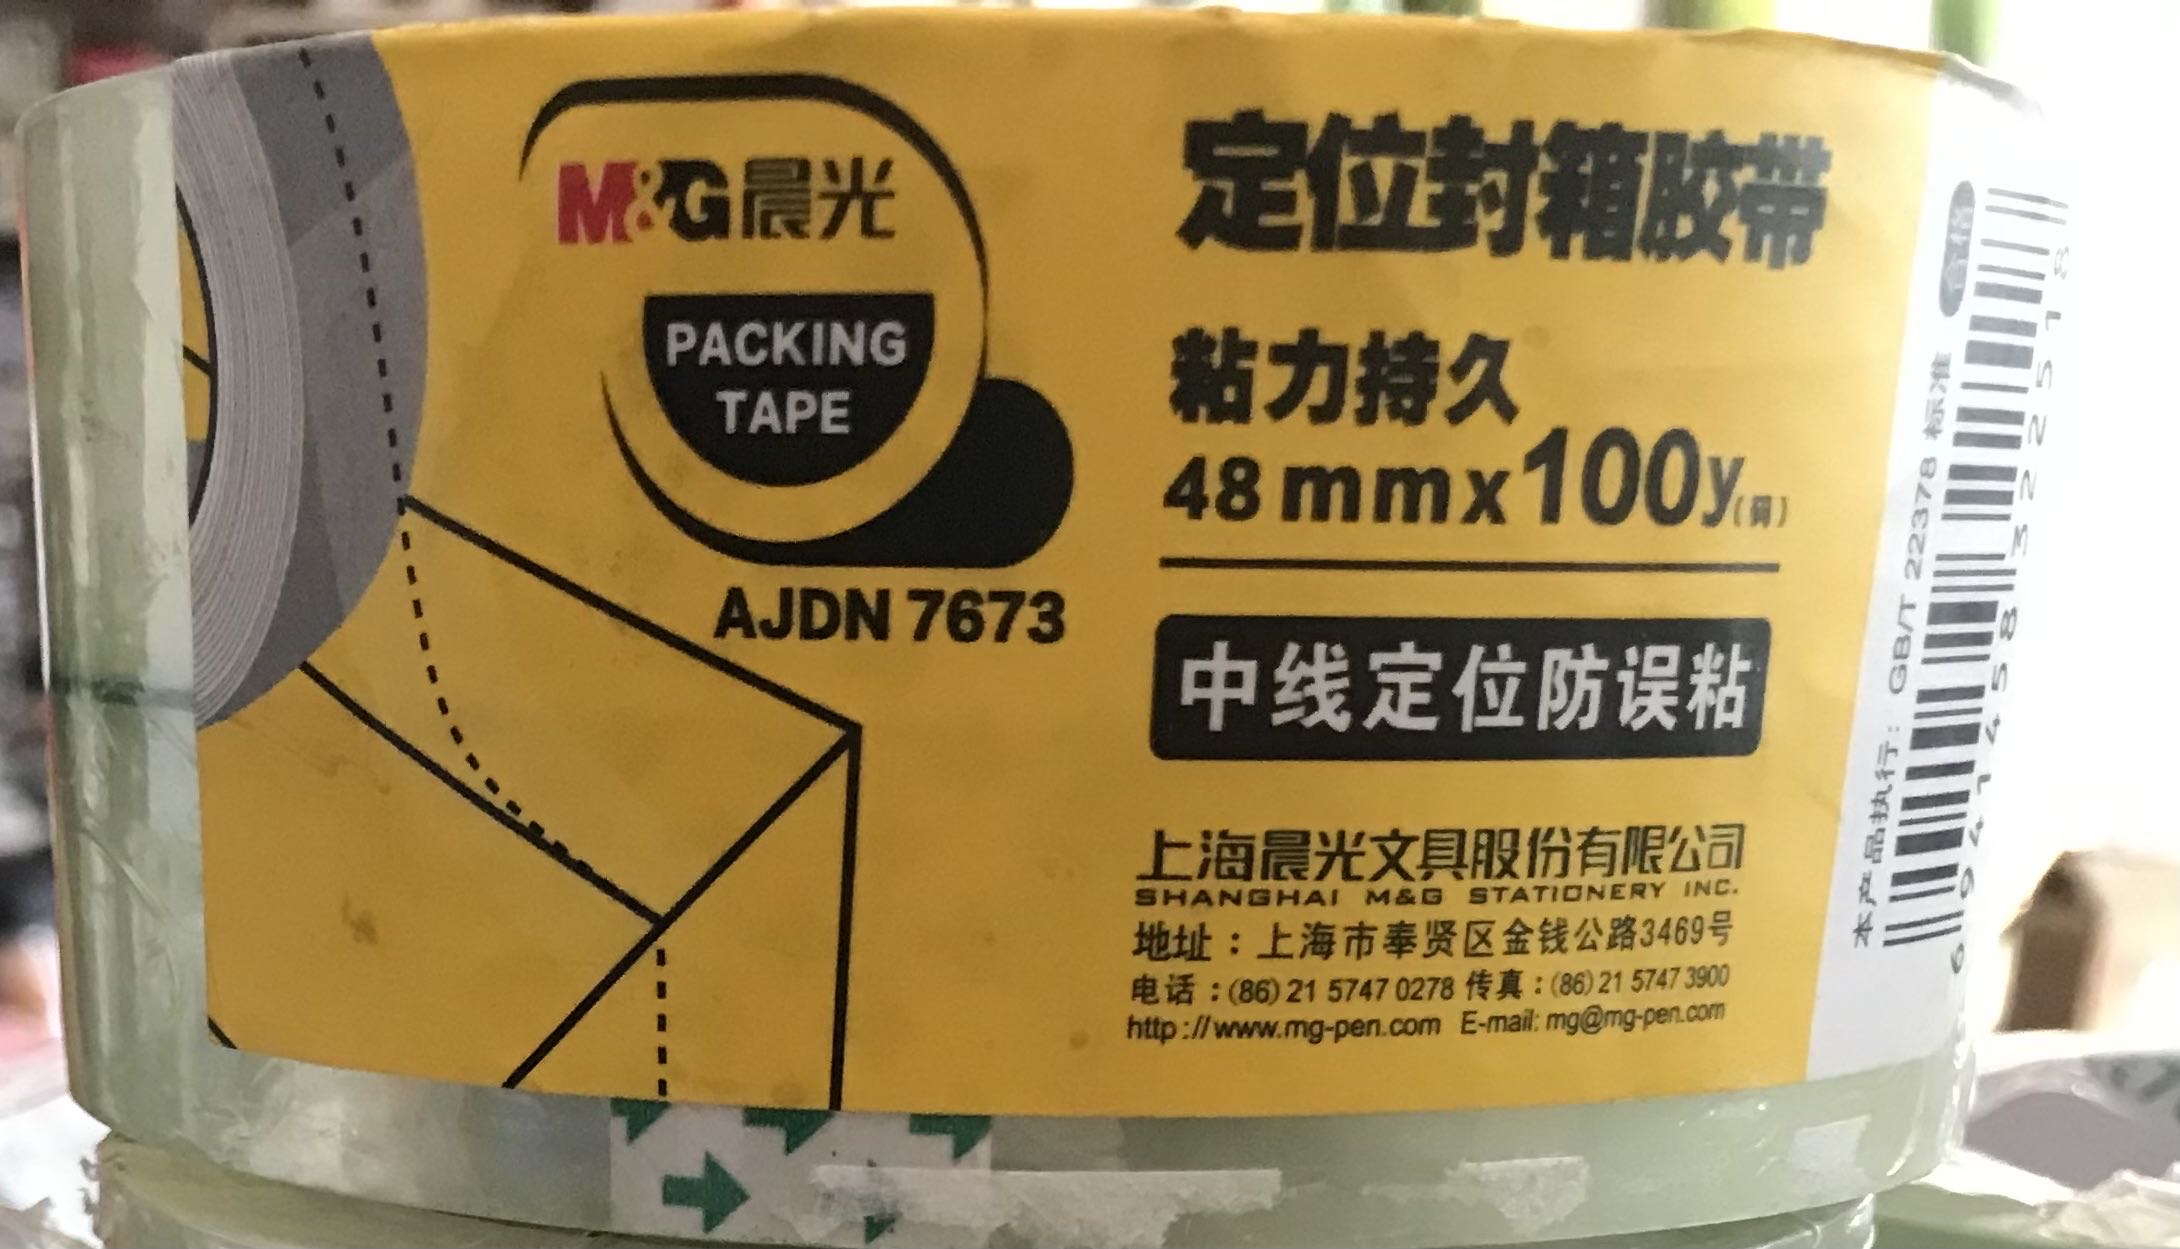 M&G晨光
PACKING
TAPE
AJDN 7673
定位封箱胶带
粘力持久
48mmx100y(码)
中线定位防误粘
上海晨光文具股份有限公司
SHANGHAI M&G STATIONERY INC.
地址：上海市奉贤区金钱公路3469号
电话：(86)21 5747 0278 传真：(86)21 5747 3900
http://www.mg-pen.com E-mail: mg@mg-pen.com
本产品执行：GB/T 22378 标准
合格
6941458322518